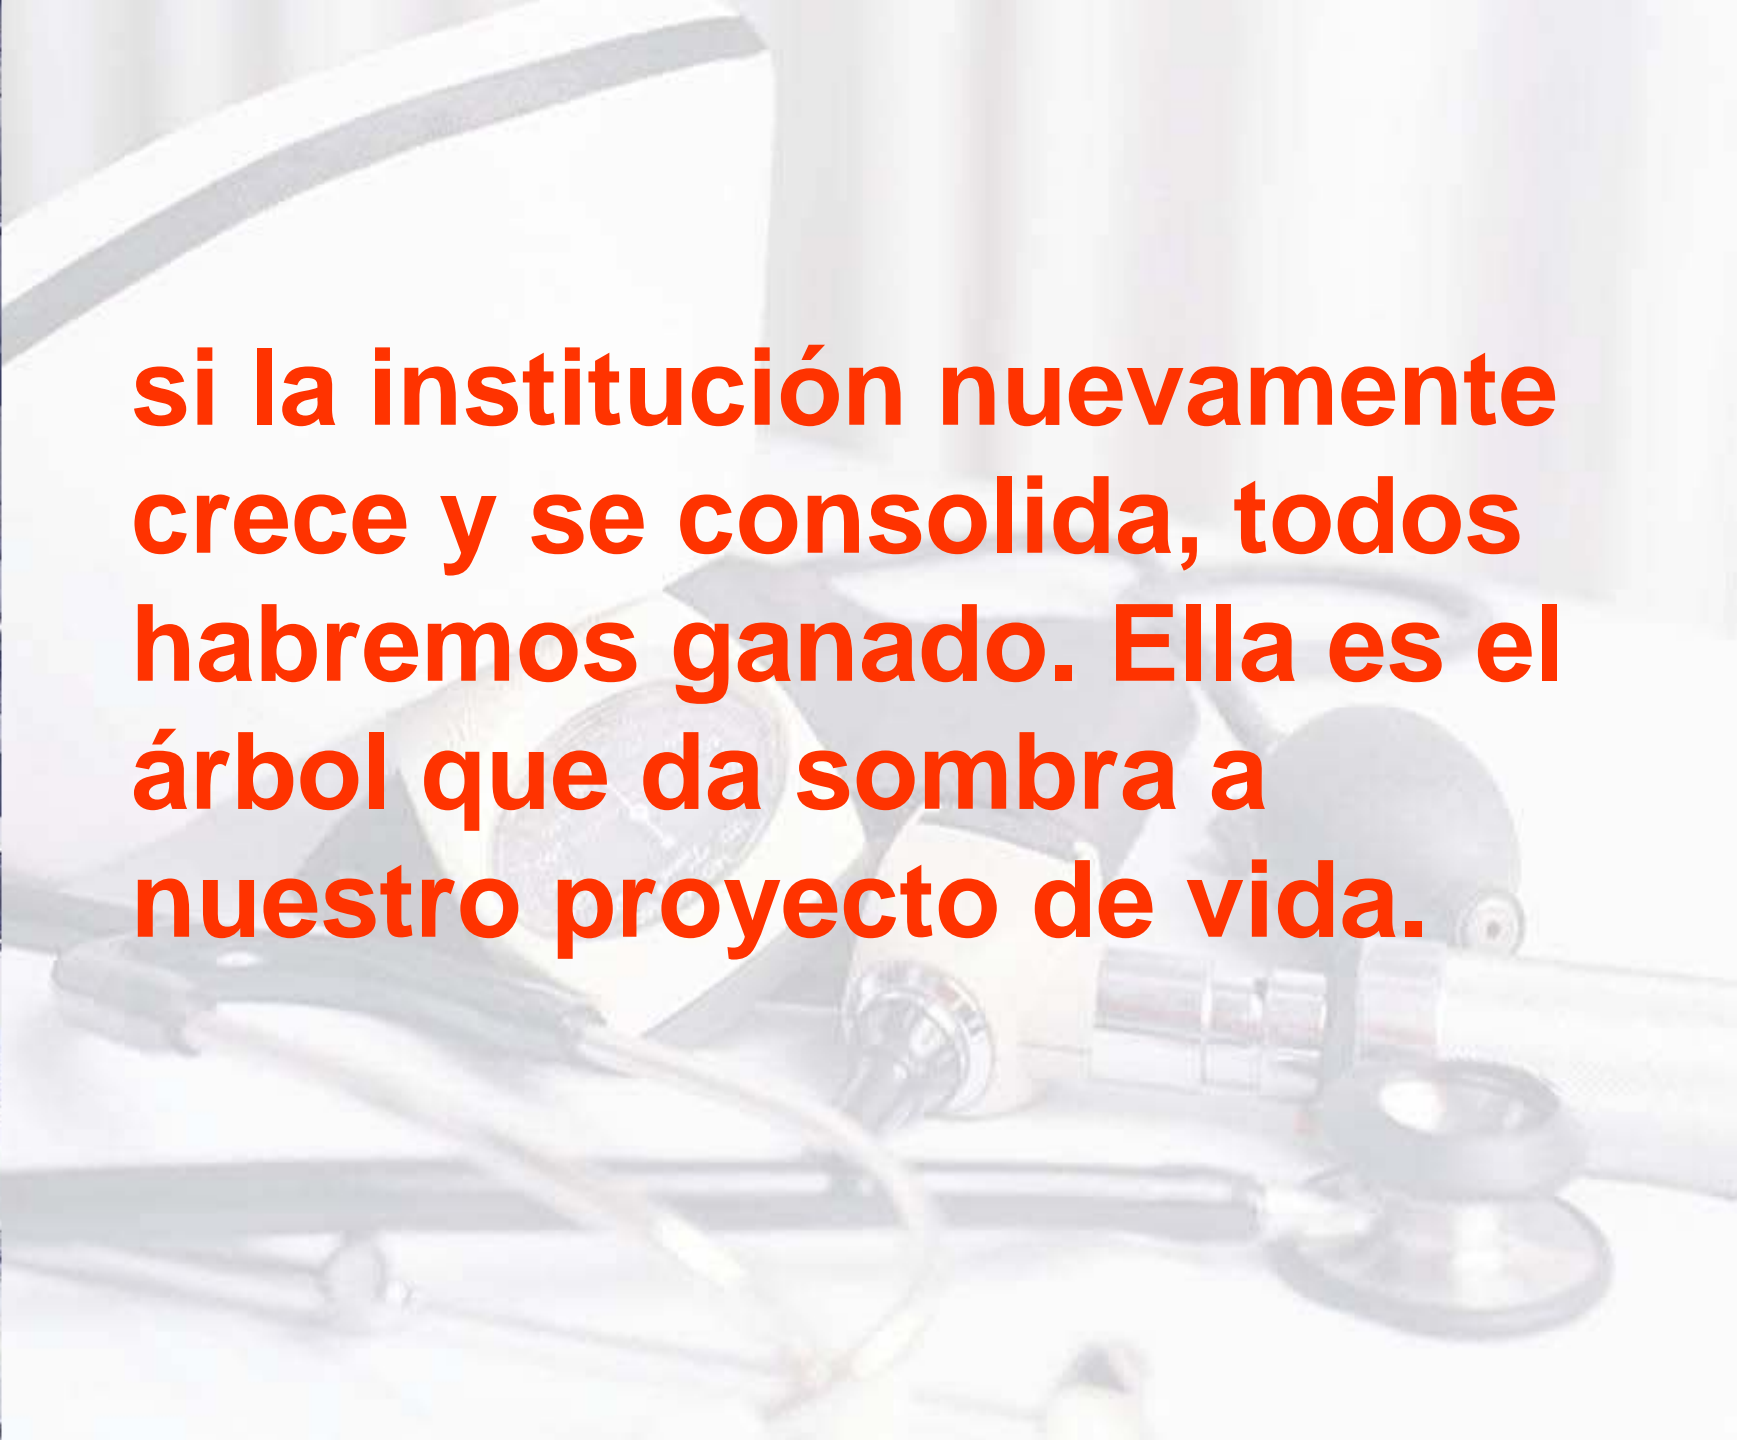 si la institución nuevamente
crece y se consolida, todos
habremos ganado. Ella es el
árbol que da sombra a
nuestro proyecto de vida.